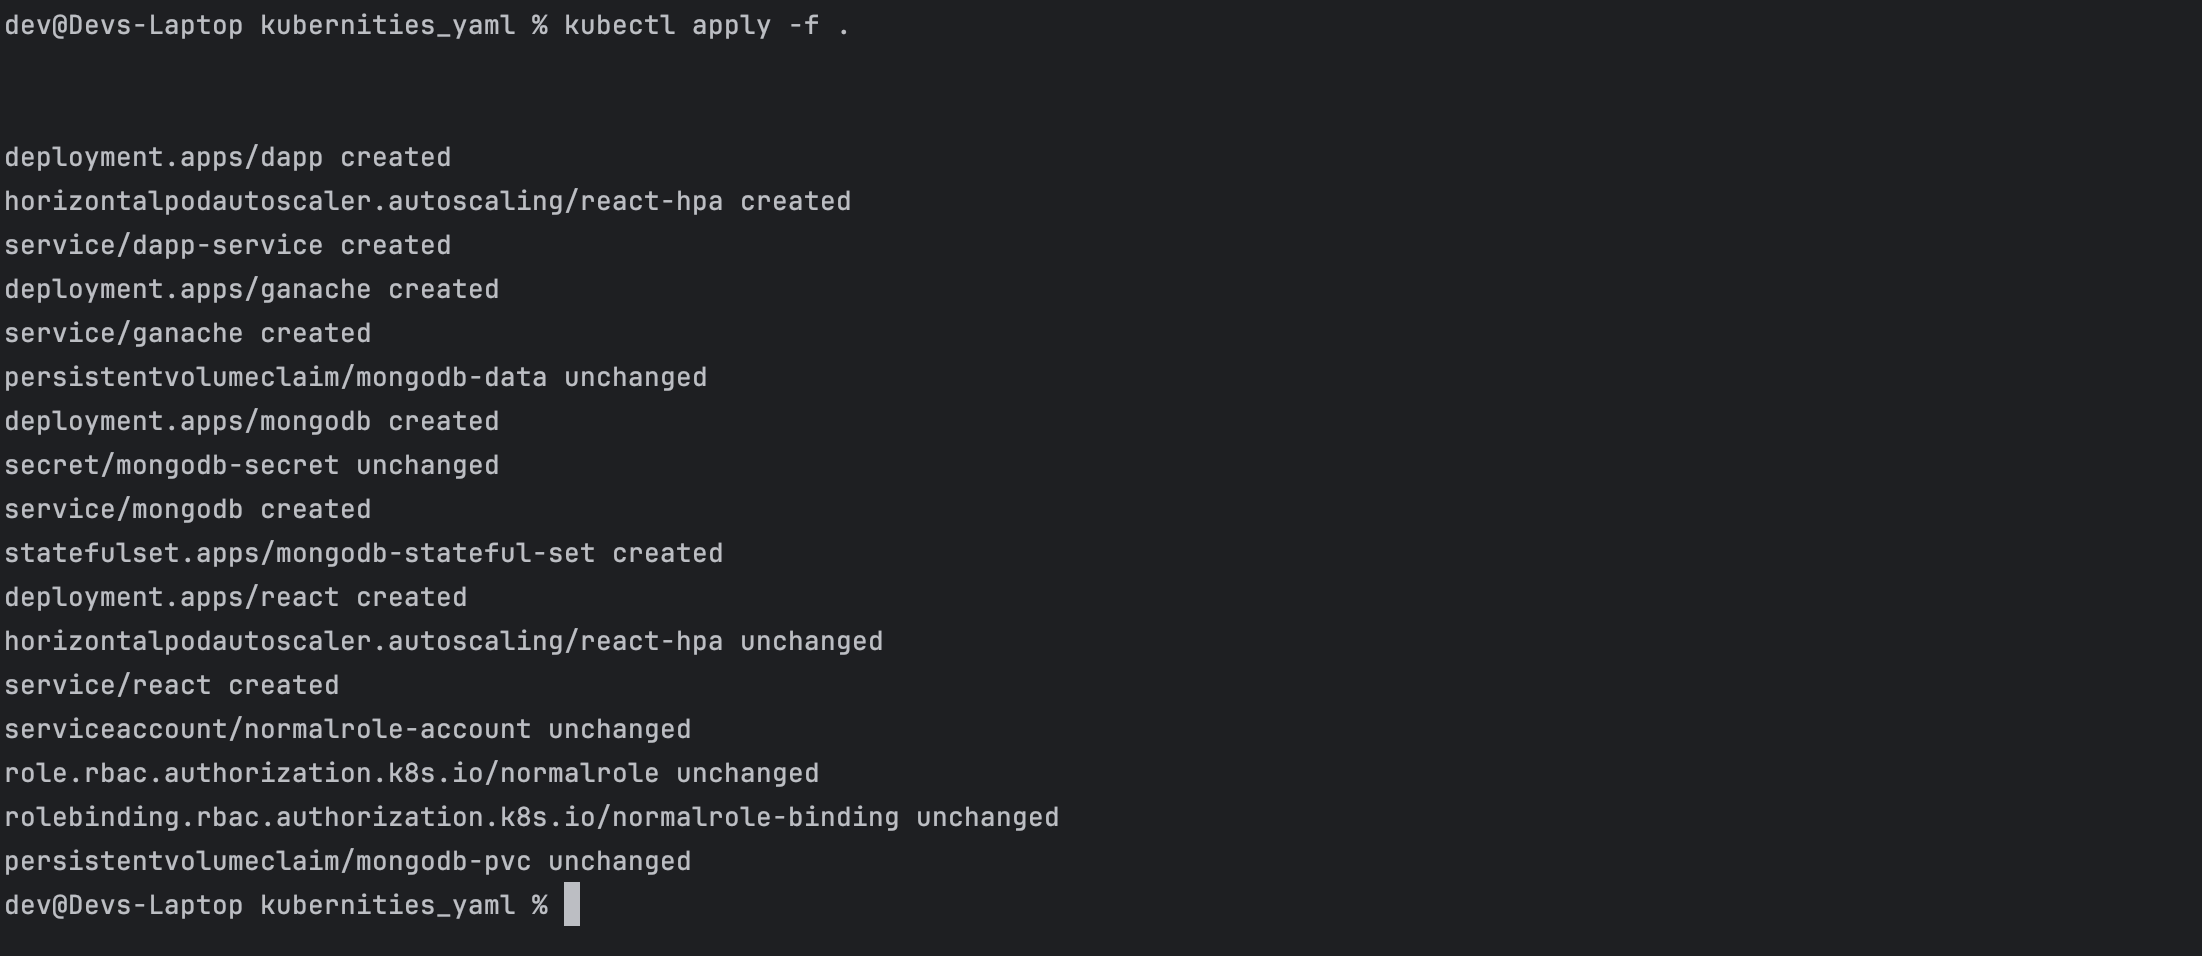 dev@Devs-Laptop kubernities_yaml % kubectl apply -f .
deployment.apps/dapp created
horizontalpodautoscaler.autoscaling/react-hpa created
service/dapp-service created
deployment.apps/ganache created
service/ganache created
persistentvolumeclaim/mongodb-data unchanged
deployment.apps/mongodb created
secret/mongodb-secret unchanged
service/mongodb created
statefulset.apps/mongodb-stateful-set created
deployment.apps/react created
horizontalpodautoscaler.autoscaling/react-hpa unchanged
service/react created
serviceaccount/normalrole-account unchanged
role.rbac.authorization.k8s.io/normalrole unchanged
rolebinding.rbac.authorization.k8s.io/normalrole-binding unchanged
persistentvolumeclaim/mongodb-pvc unchanged
dev@Devs-Laptop kubernities_yaml %